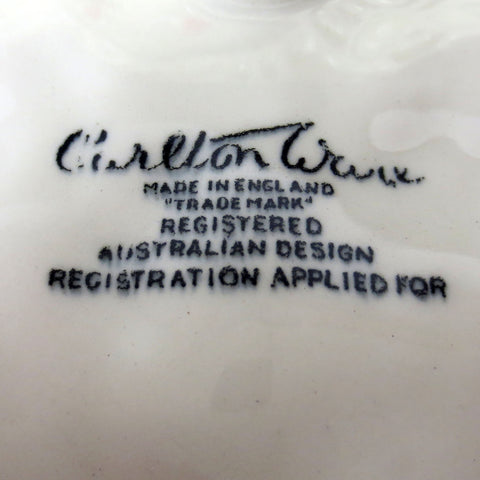 Carlton Ware
MADE IN ENGLAND
"TRADE MARK"
REGISTERED
AUSTRALIAN DESIGN
REGISTRATION APPLIED FOR